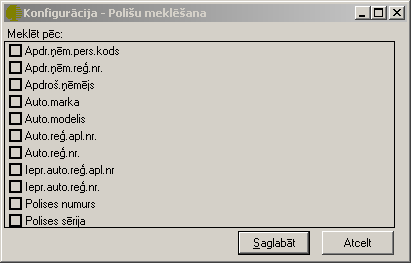 Konfigurācija - Polišu meklēšana
Meklēt pēc:
Apdr.ņēm.pers.kods
Apdr.ņēm.reģ.nr.
Apdroš.ņēmējs
Auto.marka
Auto.modelis
Auto.reģ.apl.nr.
Auto.reģ.nr.
Iepr.auto.reģ.apl.nr
Iepr.auto.reģ.nr.
Polises numurs
Polises sērija
Saglabāt Atcelt